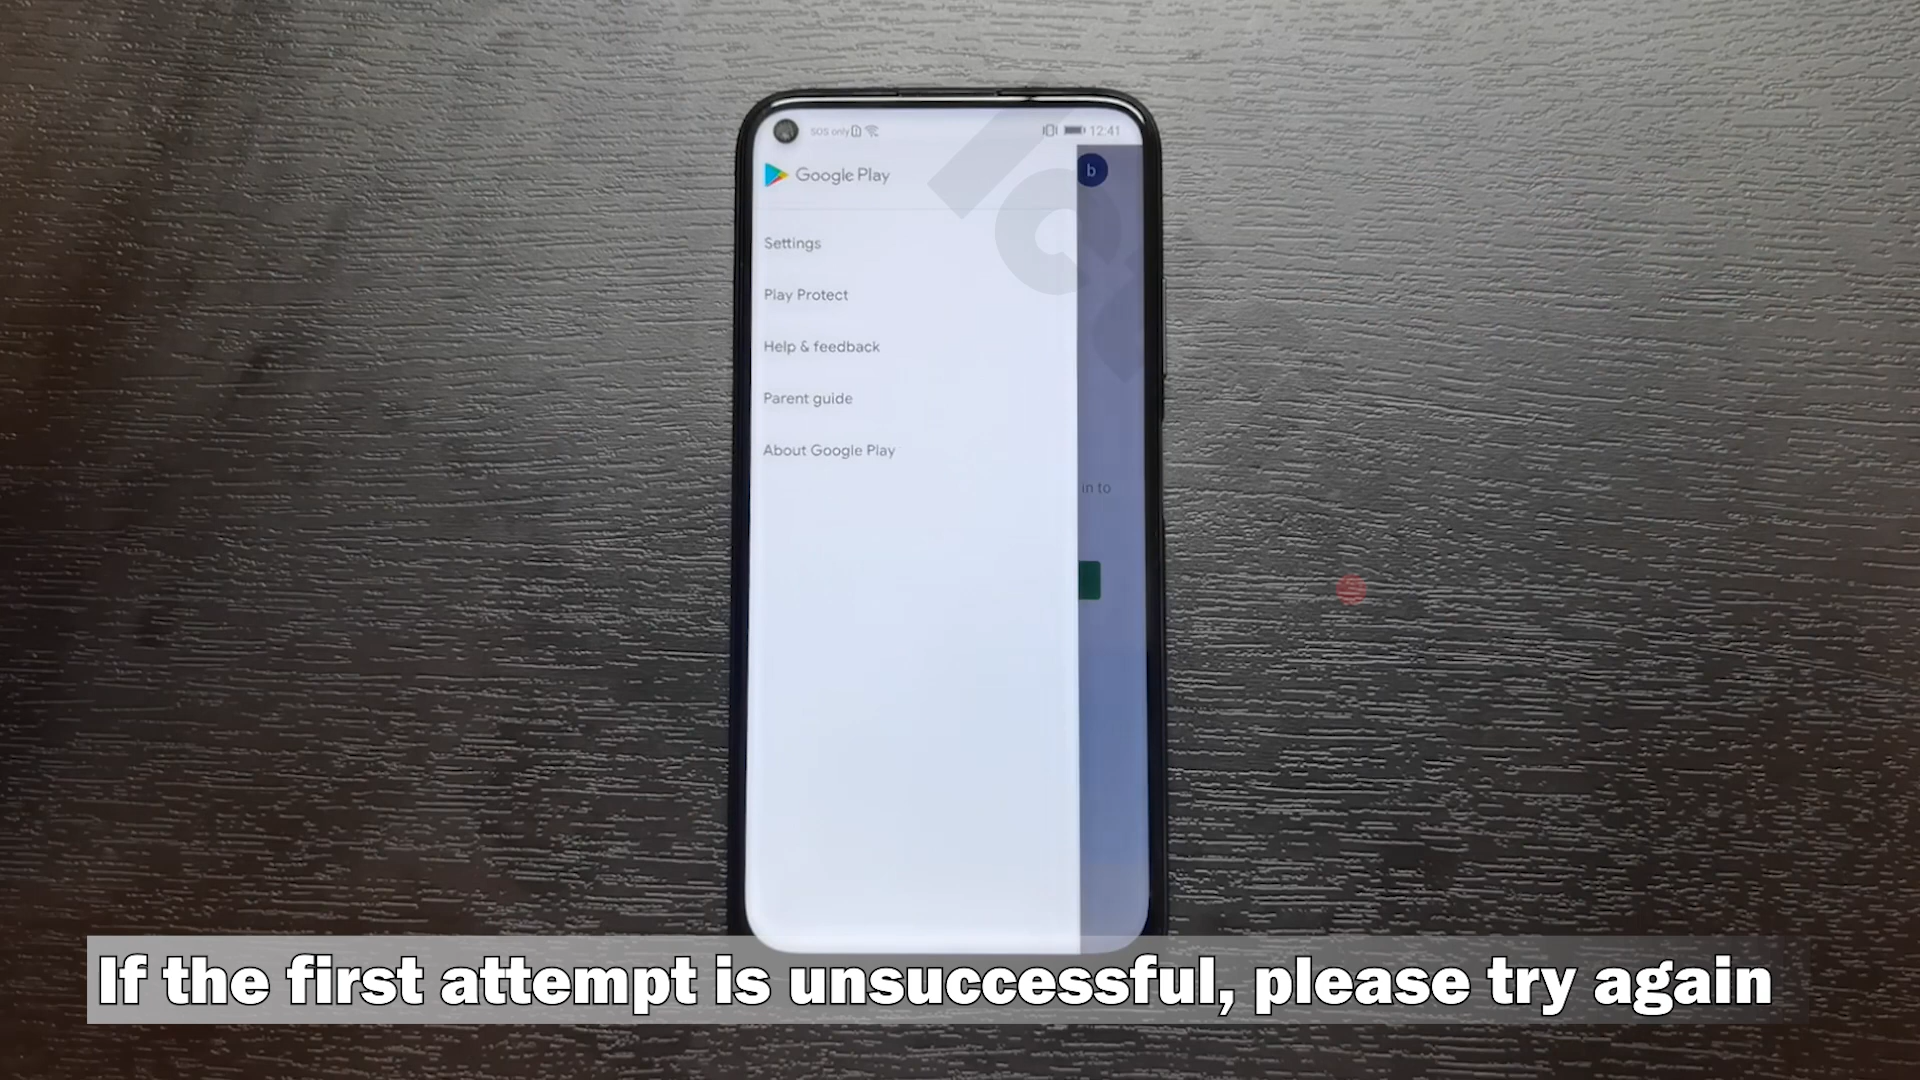 SOS only
12:41
Google Play
b
Settings
Play Protect
Help & feedback
Parent guide
About Google Play
in to
If the first attempt is unsuccessful, please try again